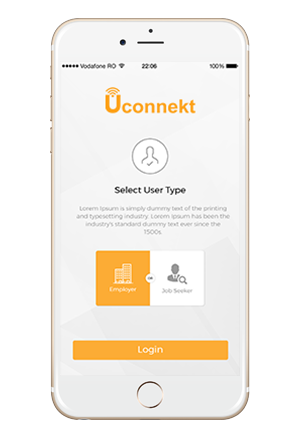 Vodafone RO 22:06 100%
Uconnekt
Select User Type
Lorem Ipsum is simply dummy text of the printing
and typesetting industry. Lorem Ipsum has been the
industry's standard dummy text ever since the
1500s.
OR
Employer Job Seeker
Login